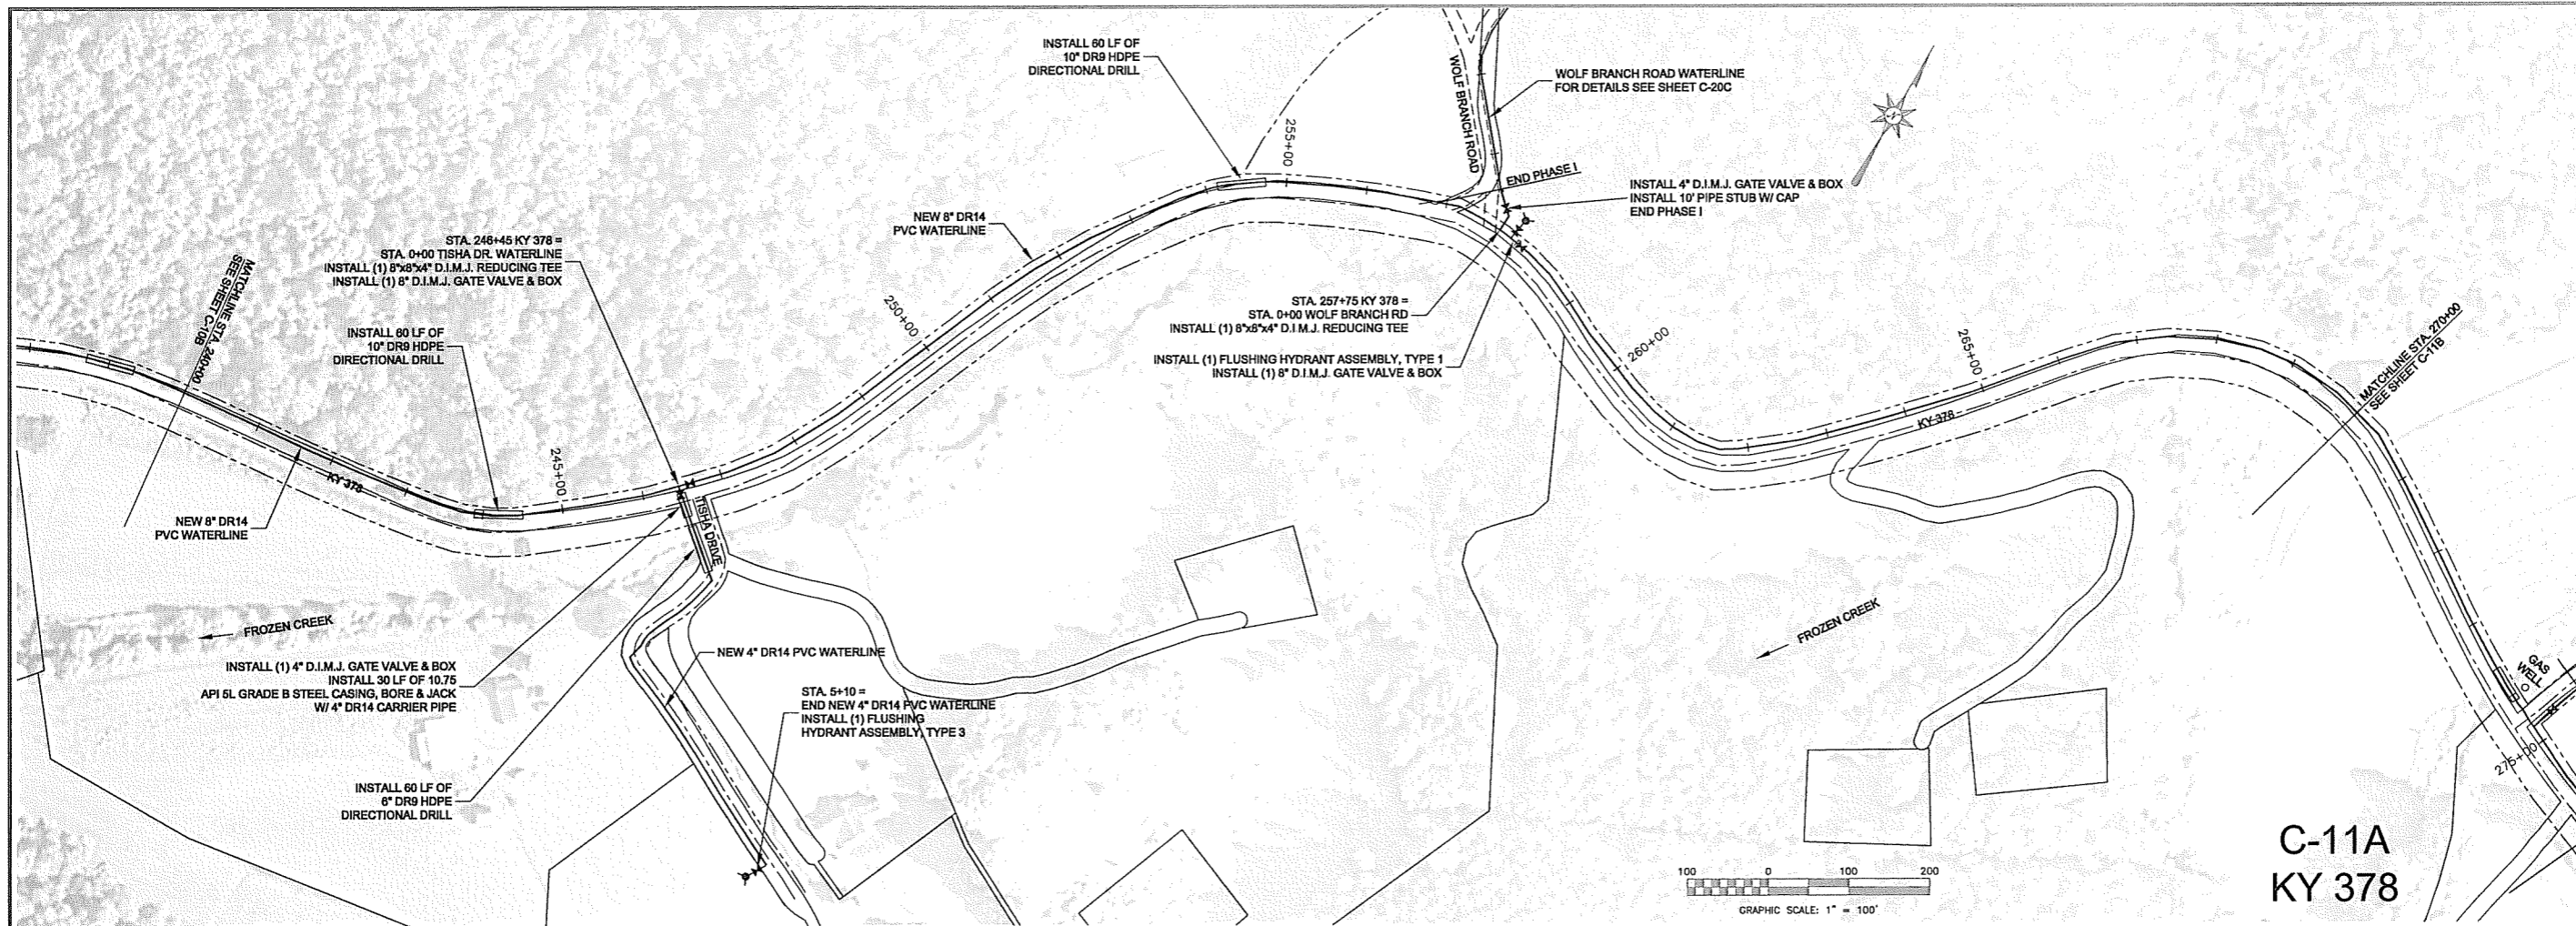 INSTALL 60 LF OF
10" DR9 HDPE
DIRECTIONAL DRILL
WOLF BRANCH ROAD
WOLF BRANCH ROAD WATERLINE
FOR DETAILS SEE SHEET C-20C
255+00
END PHASE I
INSTALL 4" D.I.M.J. GATE VALVE & BOX
INSTALL 10' PIPE STUB W/ CAP
END PHASE I
NEW 8" DR14
PVC WATERLINE
STA. 246+45 KY 378 =
STA. 0+00 TISHA DR. WATERLINE
INSTALL (1) 8"x8"x4" D.I.M.J. REDUCING TEE
INSTALL (1) 8" D.I.M.J. GATE VALVE & BOX
MATCHLINE STA. 240+00
SEE SHEET C-10B
INSTALL 60 LF OF
10" DR9 HDPE
DIRECTIONAL DRILL
250+00
STA. 257+75 KY 378 =
STA. 0+00 WOLF BRANCH RD
INSTALL (1) 8"x8"x4" D.I.M.J. REDUCING TEE
INSTALL (1) FLUSHING HYDRANT ASSEMBLY, TYPE 1
INSTALL (1) 8" D.I.M.J. GATE VALVE & BOX
260+00
265+00
MATCHLINE STA. 270+00
SEE SHEET C-11B
KY 378
KY 378
245+00
NEW 8" DR14
PVC WATERLINE
TISHA DRIVE
FROZEN CREEK
FROZEN CREEK
INSTALL (1) 4" D.I.M.J. GATE VALVE & BOX
INSTALL 30 LF OF 10.75
API 5L GRADE B STEEL CASING, BORE & JACK
W/ 4" DR14 CARRIER PIPE
NEW 4" DR14 PVC WATERLINE
STA. 5+10 =
END NEW 4" DR14 PVC WATERLINE
INSTALL (1) FLUSHING
HYDRANT ASSEMBLY, TYPE 3
GAS
WELL
275+00
INSTALL 60 LF OF
6" DR9 HDPE
DIRECTIONAL DRILL
C-11A
KY 378
100 0 100 200
GRAPHIC SCALE: 1" = 100'